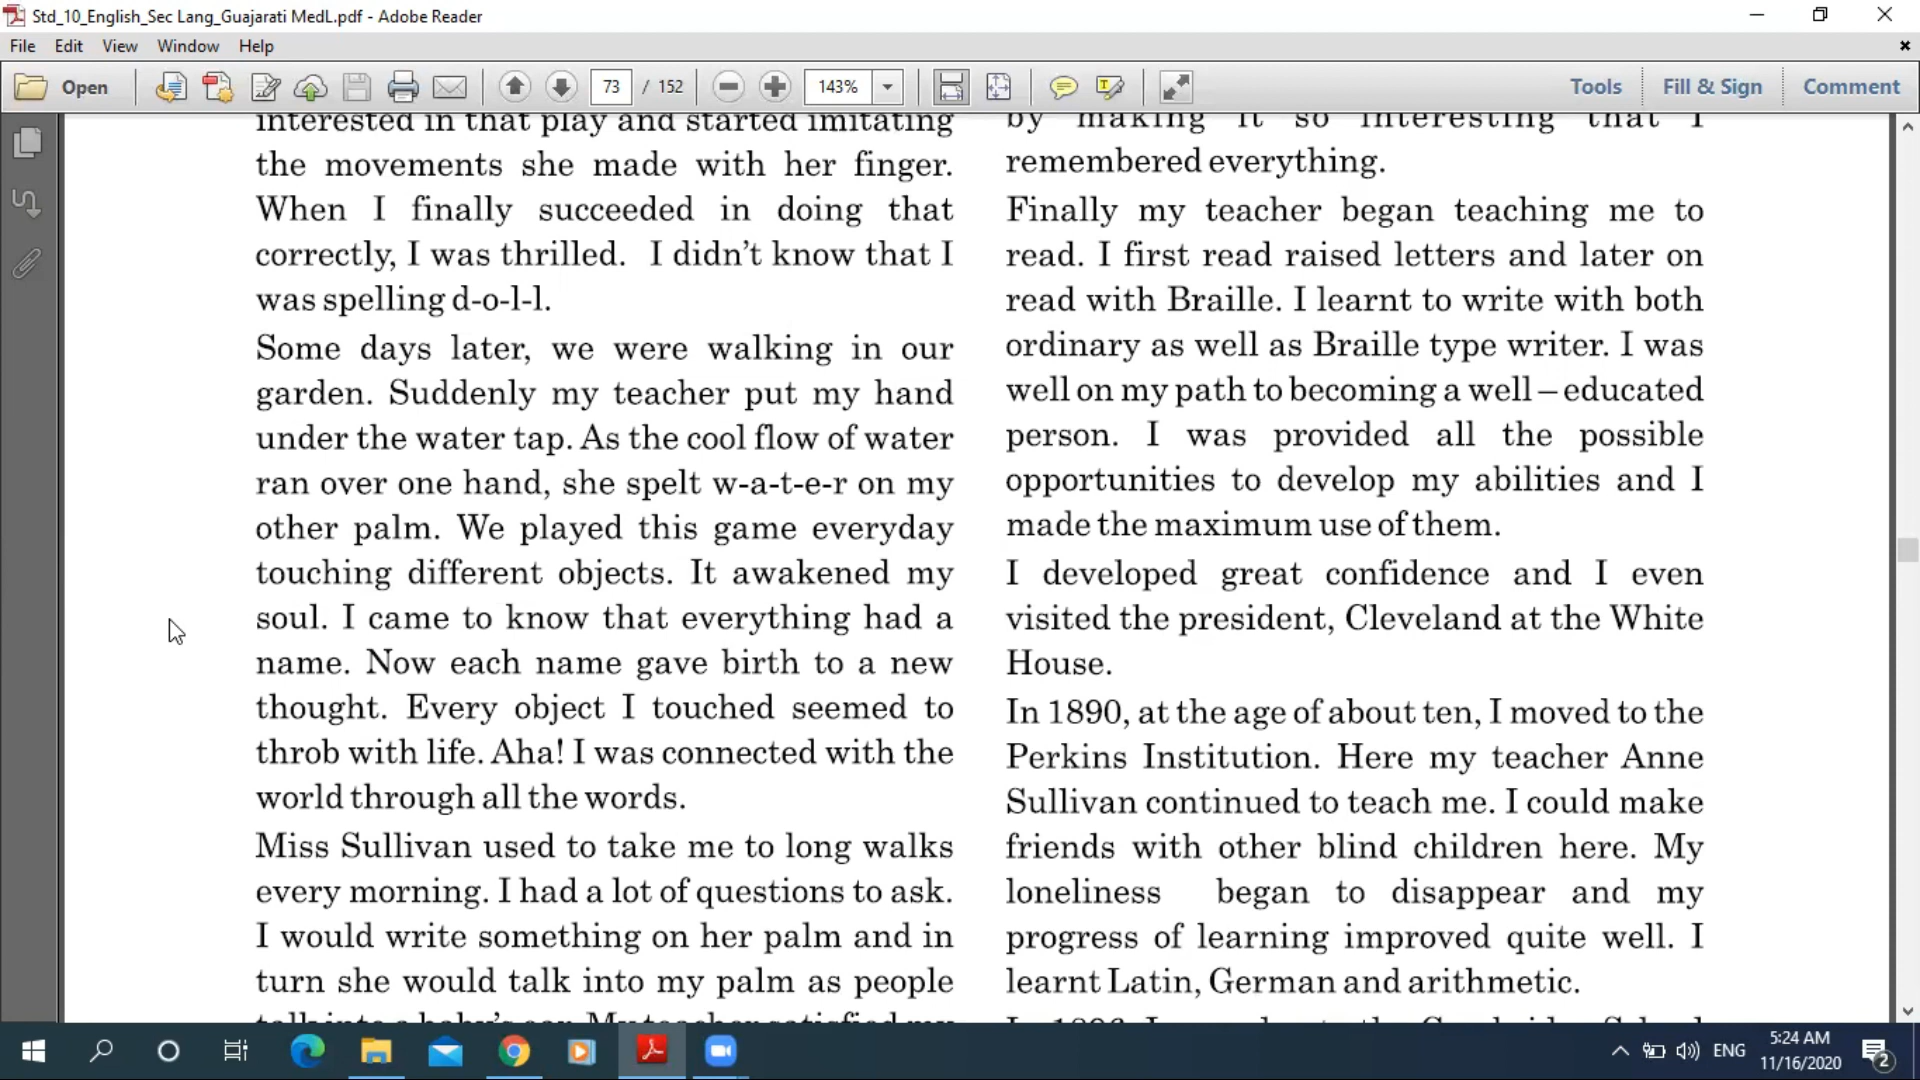 Std_10_English_Sec Lang_Guajarati MedL.pdf - Adobe Reader
File Edit View Window Help
Open 73 / 152 143% Tools Fill & Sign Comment
interested in that play and started imitating
the movements she made with her finger.
When I finally succeeded in doing that
correctly, I was thrilled. I didn't know that I
was spelling d-o-l-l.
Some days later, we were walking in our
garden. Suddenly my teacher put my hand
under the water tap. As the cool flow of water
ran over one hand, she spelt w-a-t-e-r on my
other palm. We played this game everyday
touching different objects. It awakened my
soul. I came to know that everything had a
name. Now each name gave birth to a new
thought. Every object I touched seemed to
throb with life. Aha! I was connected with the
world through all the words.
Miss Sullivan used to take me to long walks
every morning. I had a lot of questions to ask.
I would write something on her palm and in
turn she would talk into my palm as people
talk into a baby's ear. My teacher satisfied my
by making it so interesting that I
remembered everything.
Finally my teacher began teaching me to
read. I first read raised letters and later on
read with Braille. I learnt to write with both
ordinary as well as Braille type writer. I was
well on my path to becoming a well – educated
person. I was provided all the possible
opportunities to develop my abilities and I
made the maximum use of them.
I developed great confidence and I even
visited the president, Cleveland at the White
House.
In 1890, at the age of about ten, I moved to the
Perkins Institution. Here my teacher Anne
Sullivan continued to teach me. I could make
friends with other blind children here. My
loneliness began to disappear and my
progress of learning improved quite well. I
learnt Latin, German and arithmetic.
In 1896, I
ENG
5:24 AM
11/16/2020
2